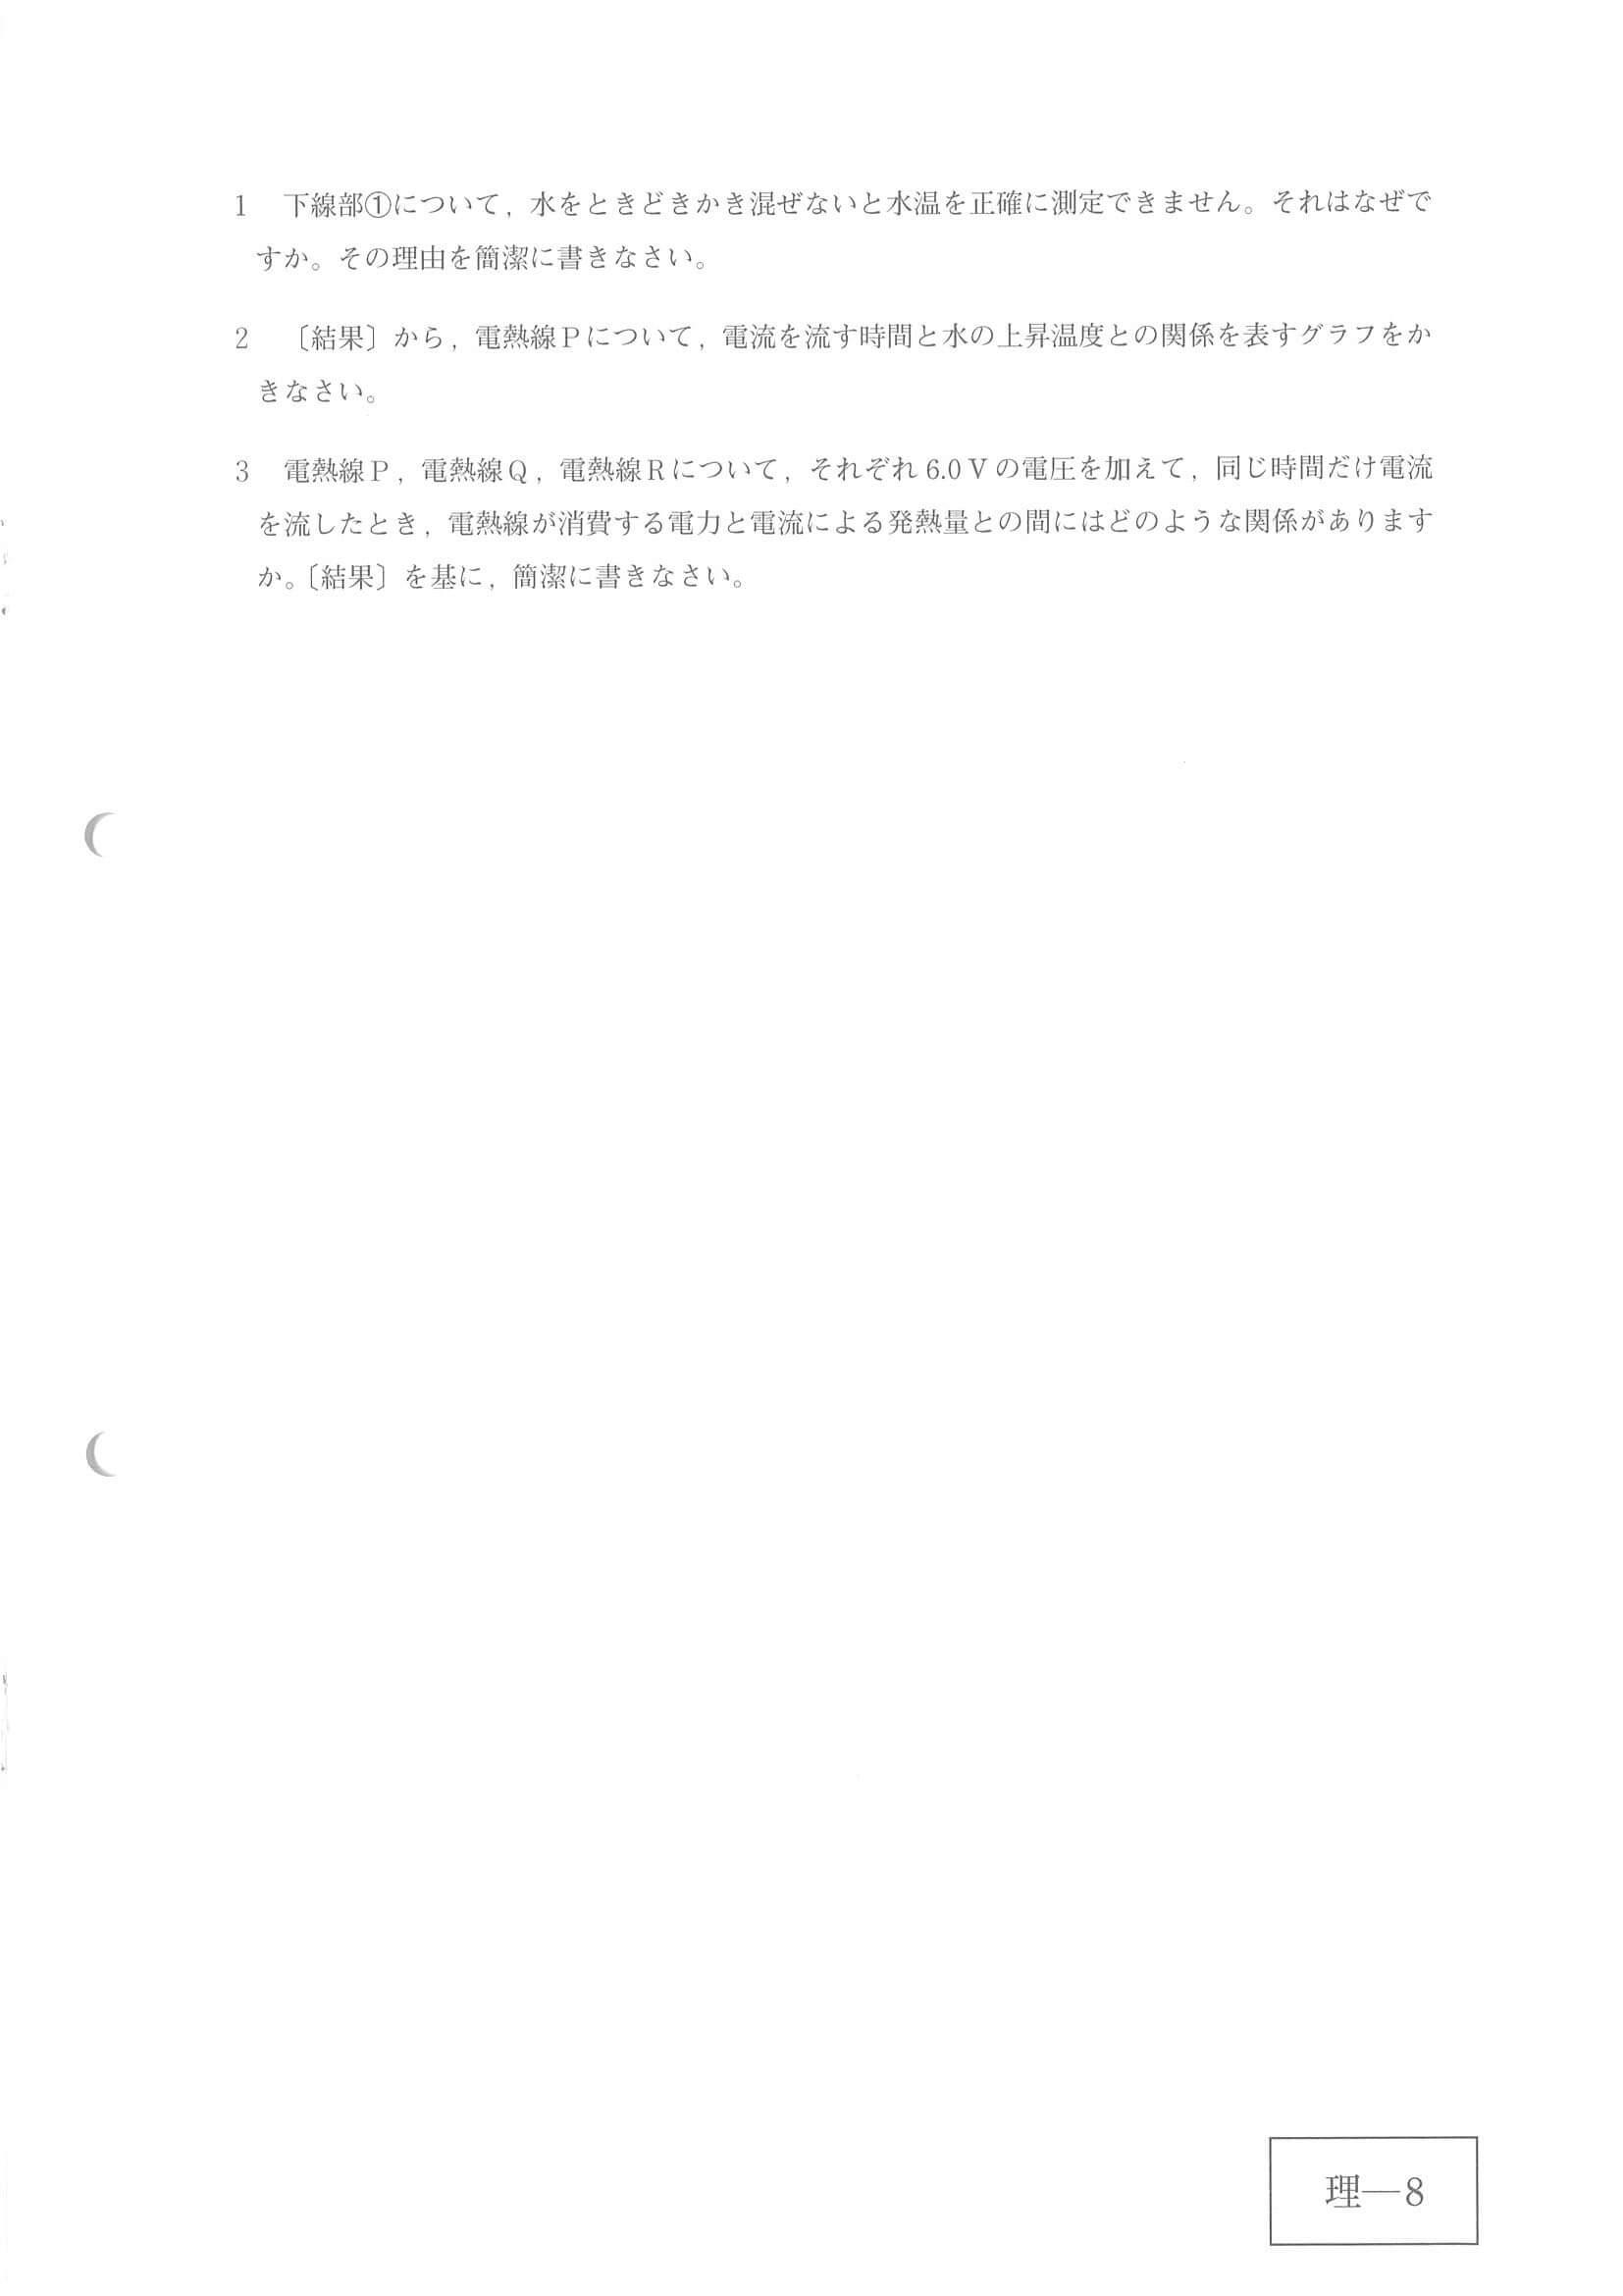 1　下線部①について，水をときどきかき混ぜないと水温を正確に測定できません。それはなぜで
すか。その理由を簡潔に書きなさい。
2　〔結果〕から，電熱線Pについて，電流を流す時間と水の上昇温度との関係を表すグラフをか
きなさい。
3　電熱線P，電熱線Q，電熱線Rについて，それぞれ6.0Vの電圧を加えて，同じ時間だけ電流
を流したとき，電熱線が消費する電力と電流による発熱量との間にはどのような関係があります
か。〔結果〕を基に，簡潔に書きなさい。
理―8